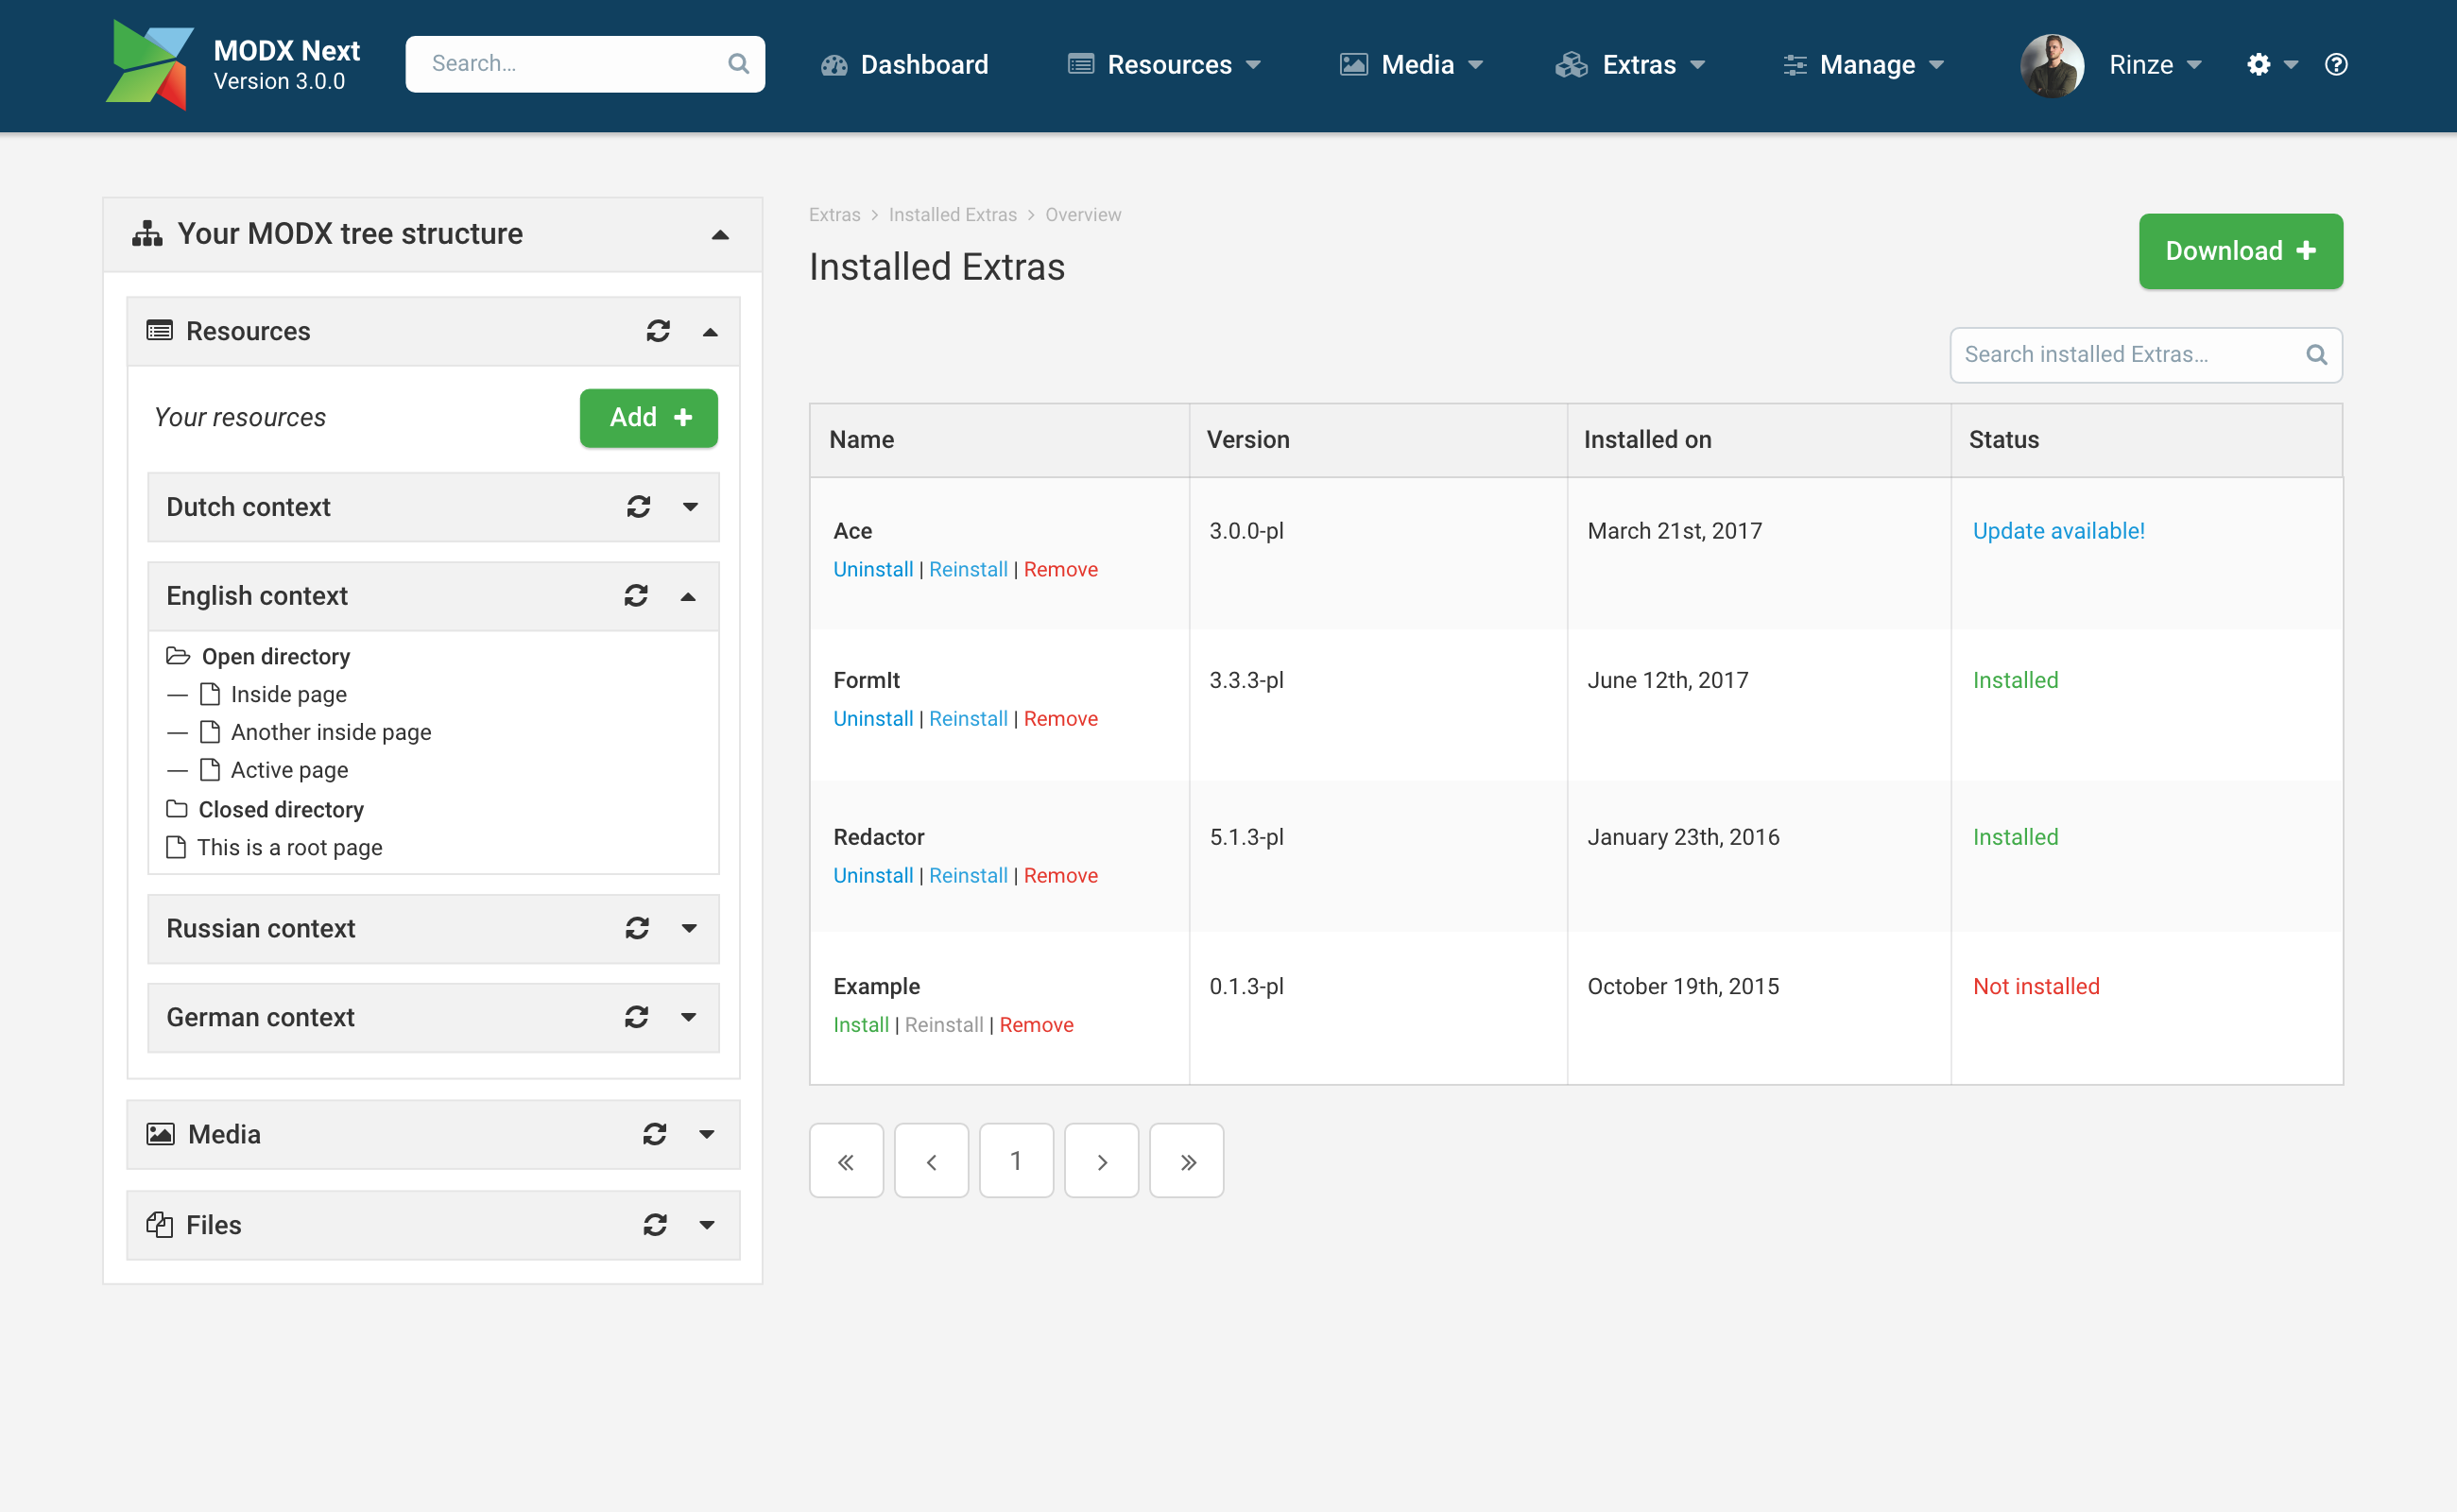 MODX Next
Version 3.0.0
Search...
Dashboard
Resources
Media
Extras
Manage
Rinze
Your MODX tree structure
Resources
Your resources
Add
Dutch context
English context
Open directory
Inside page
Another inside page
Active page
Closed directory
This is a root page
Russian context
German context
Media
Files
Extras > Installed Extras > Overview
Installed Extras
Download
Search installed Extras...
Name Version Installed on Status
Ace 3.0.0-pl March 21st, 2017 Update available!
Uninstall | Reinstall | Remove
FormIt 3.3.3-pl June 12th, 2017 Installed
Uninstall | Reinstall | Remove
Redactor 5.1.3-pl January 23th, 2016 Installed
Uninstall | Reinstall | Remove
Example 0.1.3-pl October 19th, 2015 Not installed
Install | Reinstall | Remove
« ‹ 1 › »